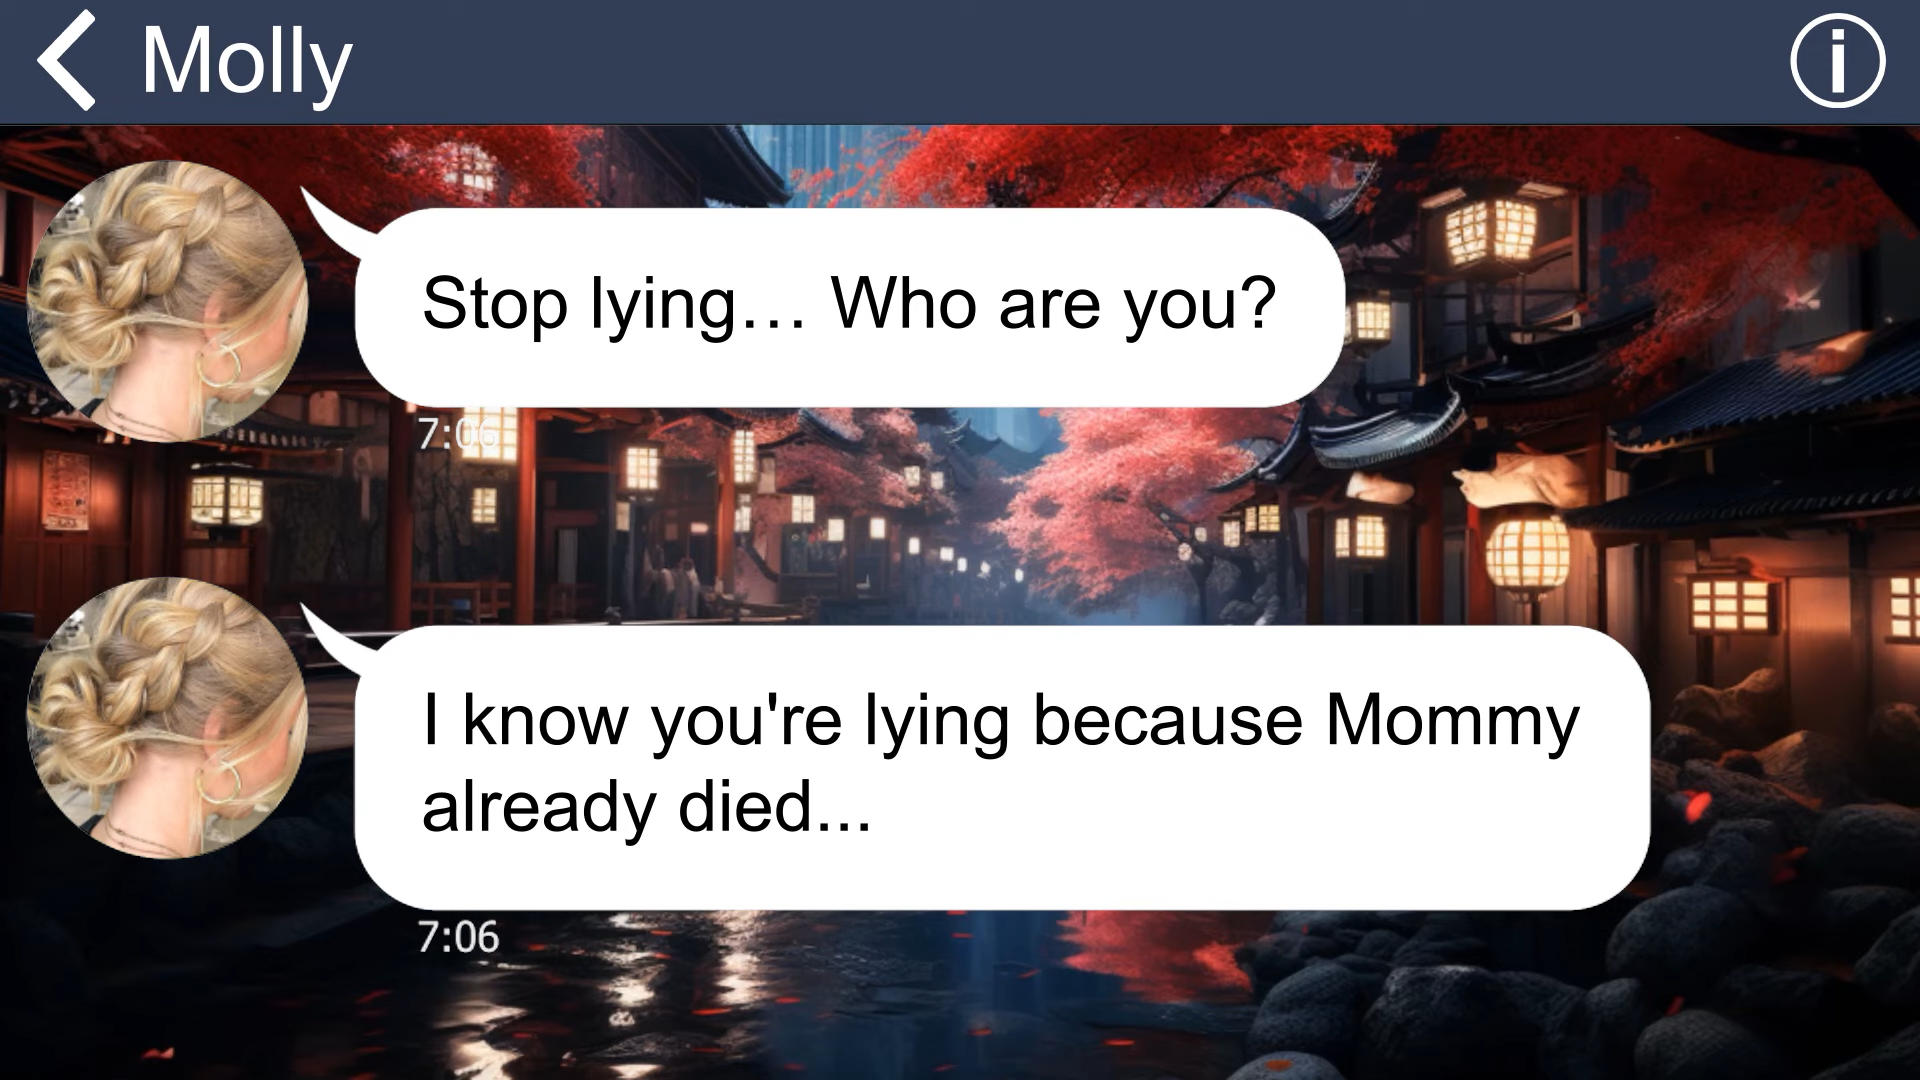 Molly
Stop lying… Who are you?
7:06
I know you're lying because Mommy
already died...
7:06